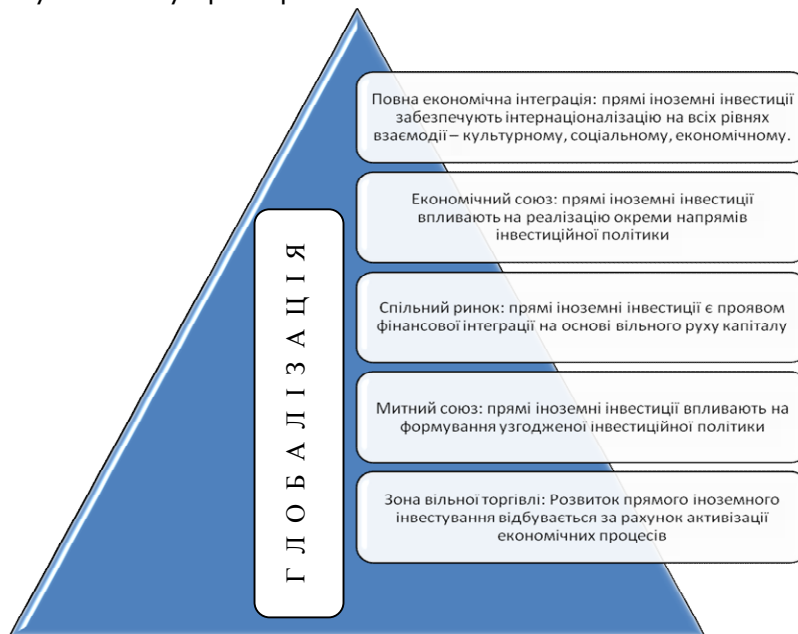 Повна економічна інтеграція: прямі іноземні інвестиції
забезпечують інтернаціоналізацію на всіх рівнях
взаємодії – культурному, соціальному, економічному.
Економічний союз: прямі іноземні інвестиції
впливають на реалізацію окреми напрямів
інвестиційної політики
Спільний ринок: прямі іноземні інвестиції є проявом
фінансової інтеграції на основі вільного руху капіталу
Митний союз: прямі іноземні інвестиції впливають на
формування узгодженої інвестиційної політики
Зона вільної торгівлі: Розвиток прямого іноземного
інвестування відбувається за рахунок активізації
економічних процесів
ГЛОБАЛІЗАЦІЯ